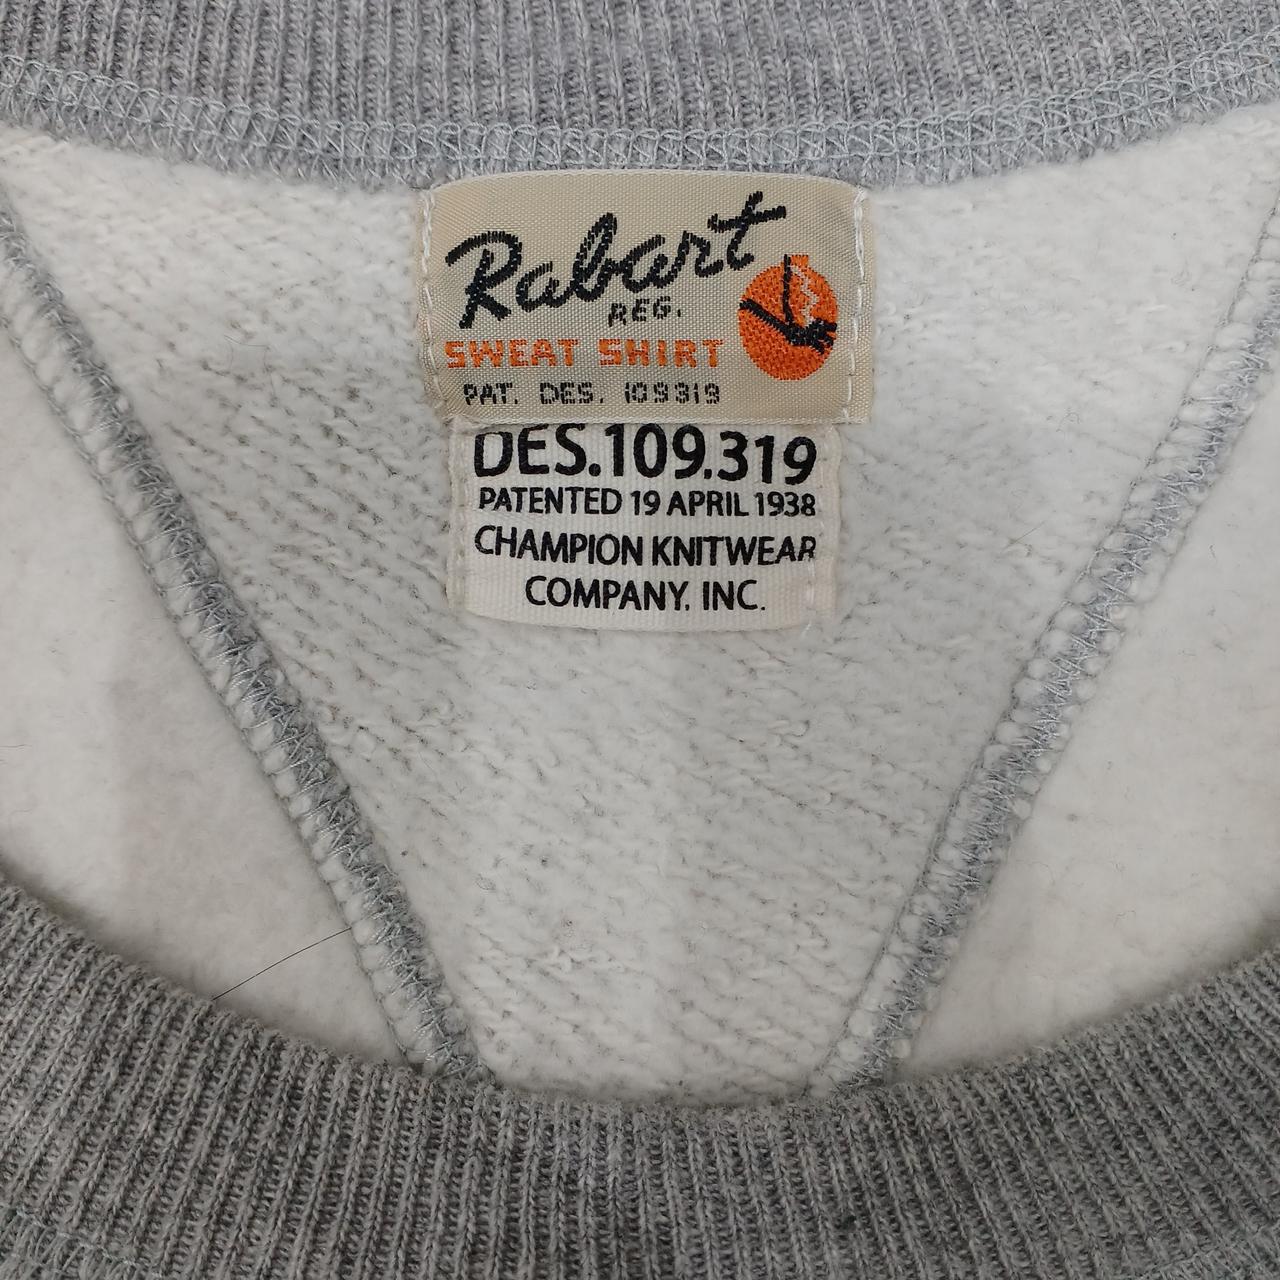 Rabart
REG.
SWEAT SHIRT
PAT. DES. 109319
DES.109.319
PATENTED 19 APRIL 1938
CHAMPION KNITWEAR
COMPANY. INC.